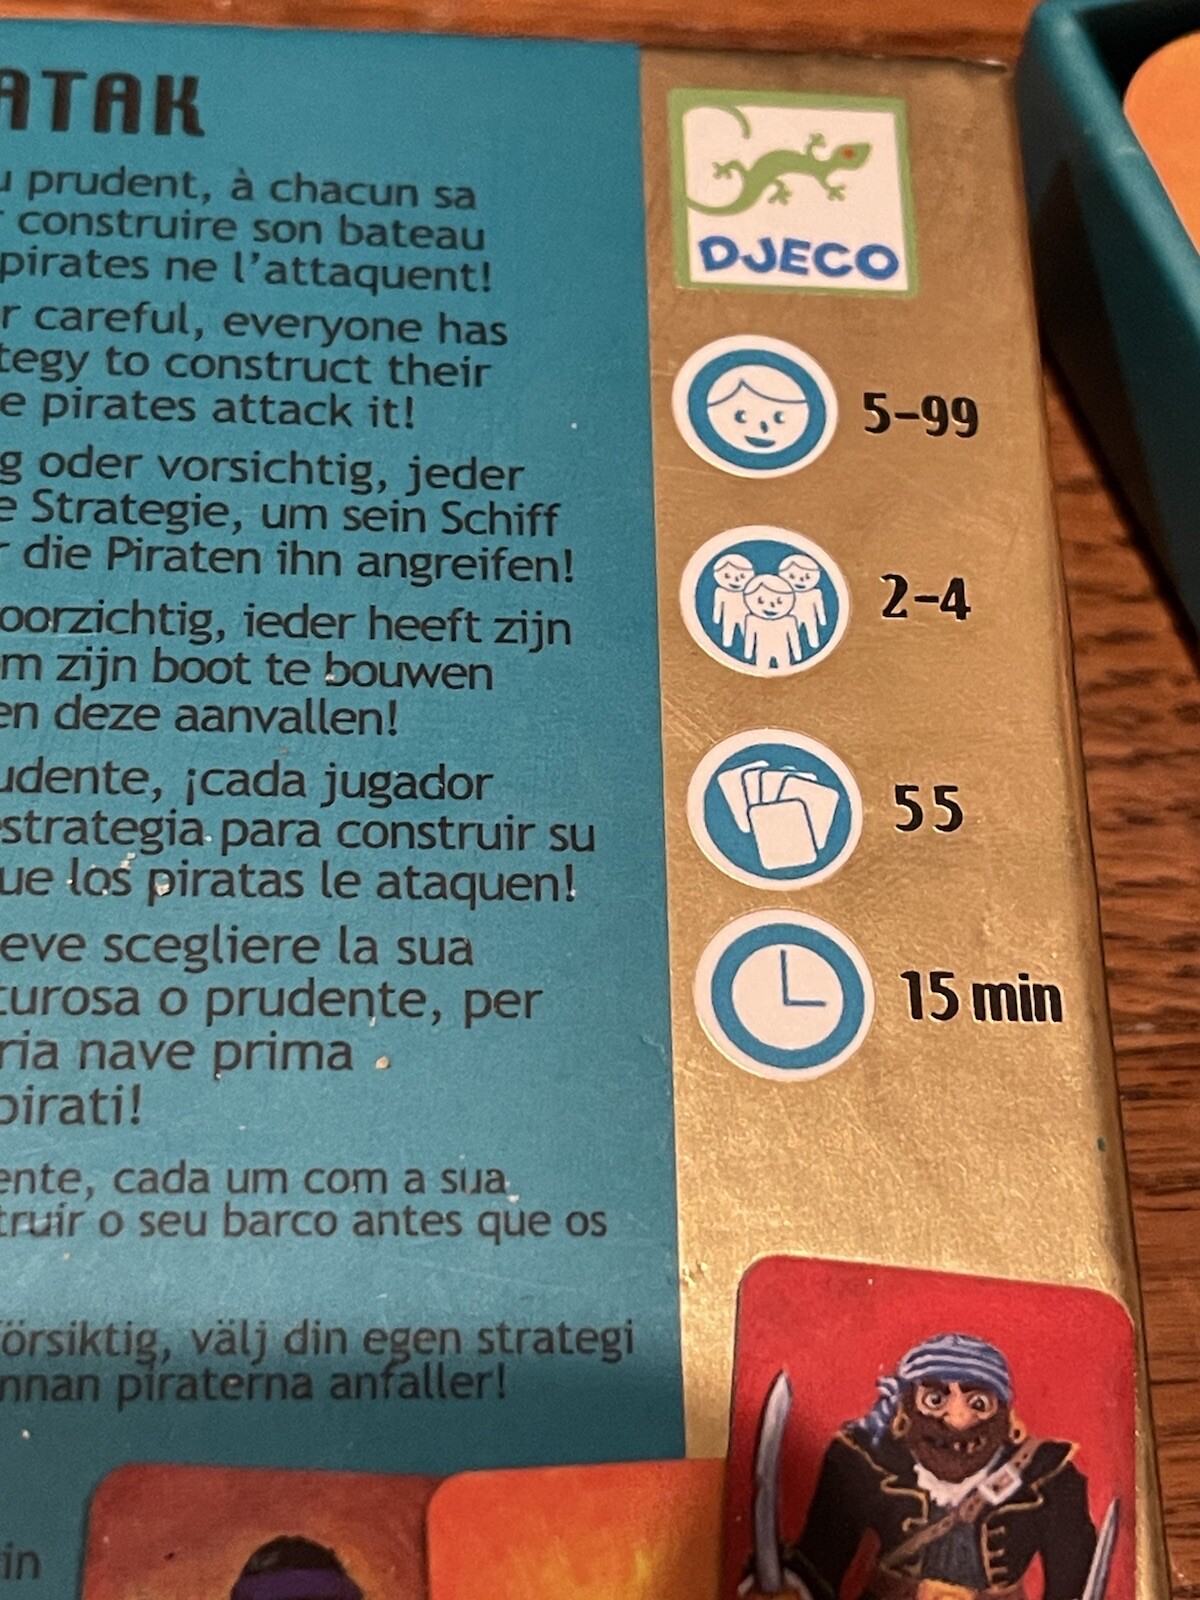 ATAK
prudent, à chacun sa
construire son bateau
pirates ne l'attaquent!
careful, everyone has
tegy to construct their
e pirates attack it!
g oder vorsichtig, jeder
e Strategie, um sein Schiff
r die Piraten ihn angreifen!
oorzichtig, ieder heeft zijn
m zijn boot te bouwen
en deze aanvallen!
udente, ¡cada jugador
estrategia para construir su
ue los piratas le ataquen!
eve scegliere la sua
turosa o prudente, per
ria nave prima
pirati!
ente, cada um com a sua
truir o seu barco antes que os
örsiktig, välj din egen strategi
nnan piraterna anfaller!
in
DJECO
5-99
2-4
55
15 min